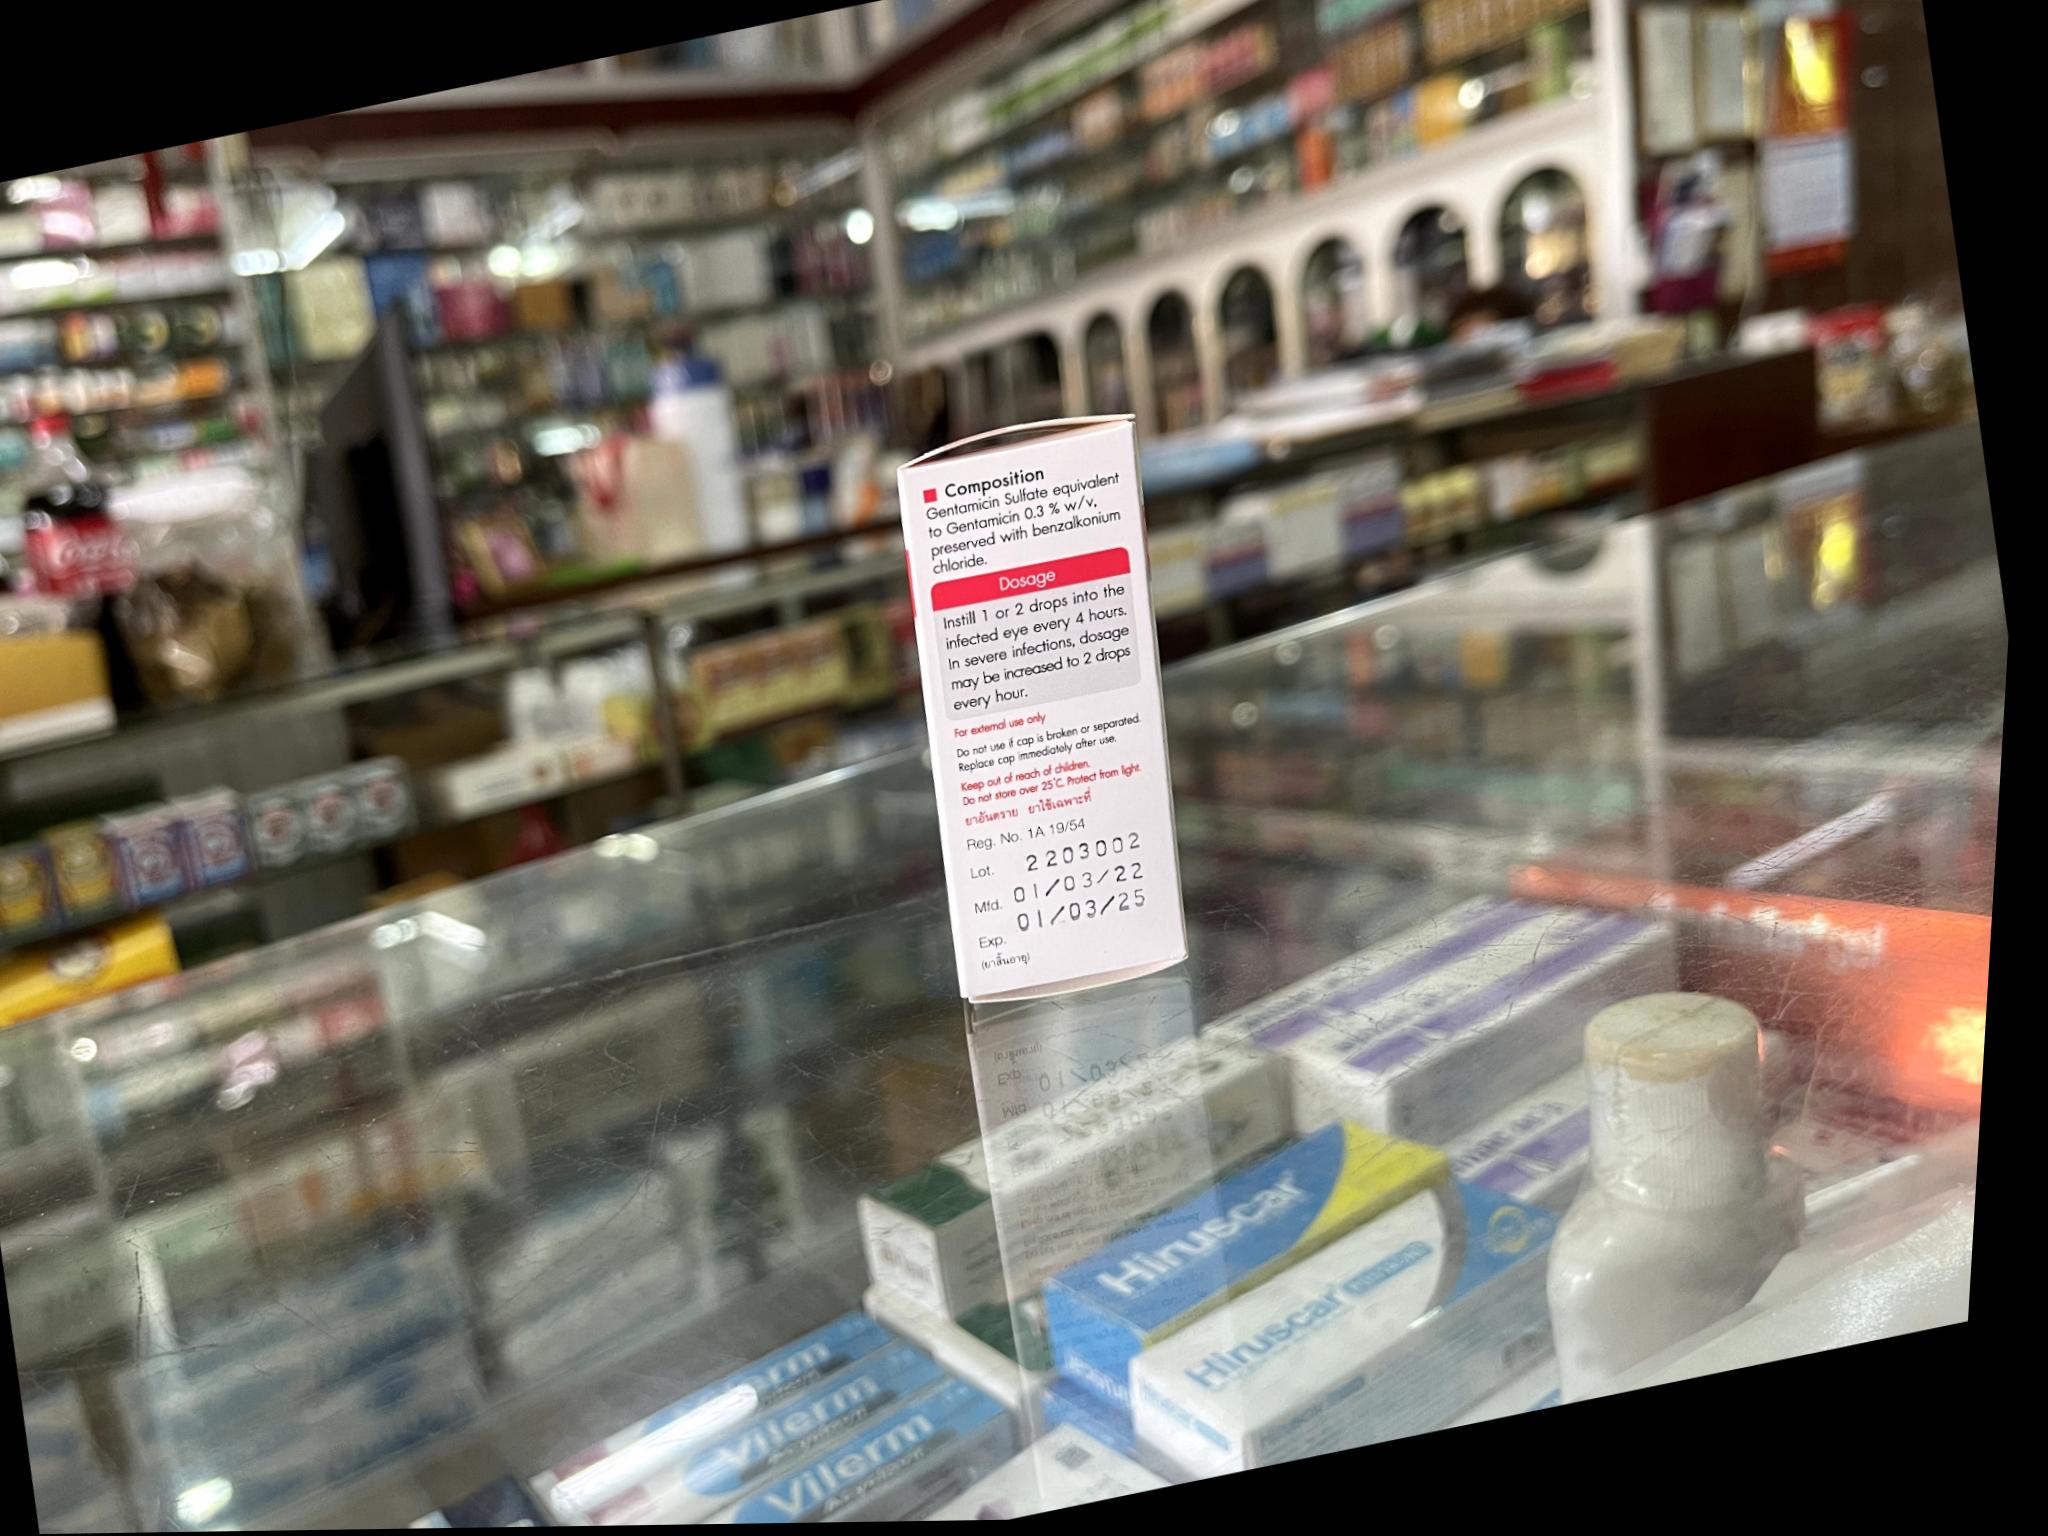 Composition
Gentamicin Sulfate equivalent
to Gentamicin 0.3 % w/v,
preserved with benzalkonium
chloride.
Dosage
Instill 1 or 2 drops into the
infected eye every 4 hours.
In severe infections, dosage
may be increased to 2 drops
every hour.
For external use only
Do not use if cap is broken or separated.
Replace cap immediately after use.
Keep out of reach of children.
Do not store over 25°C Protect from light.
ยาอันตราย ยาใช้เฉพาะที่
Reg. No. 1A 19/54
Lot. 2203002
Mfd. 01/03/22
Exp. 01/03/25
(ยาสิ้นอายุ)
Coca-Cola
Hiruscar
Hiruscar
Vilerm
Vilerm